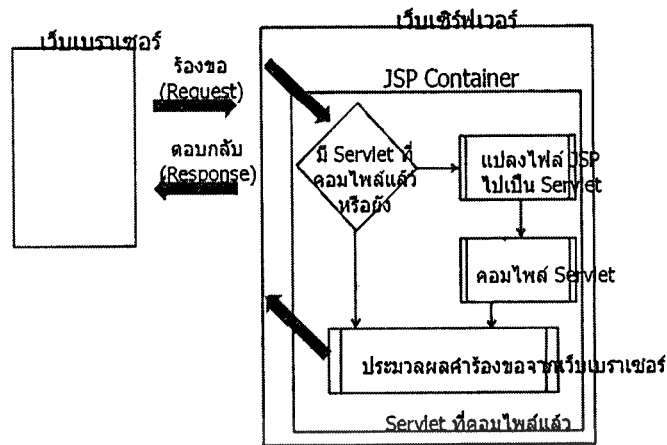 เว็บเซิร์ฟเวอร์
เว็บเบราเซอร์
ร้องขอ
(Request)
JSP Container
ตอบกลับ
(Response)
มี Servlet ที่
คอมไพล์แล้ว
หรือยัง
แปลงไฟล์ JSP
ไปเป็น Servlet
คอมไพล์ Servlet
ประมวลผลคำร้องขอจากเว็บเบราเซอร์
Servlet ที่คอมไพล์แล้ว